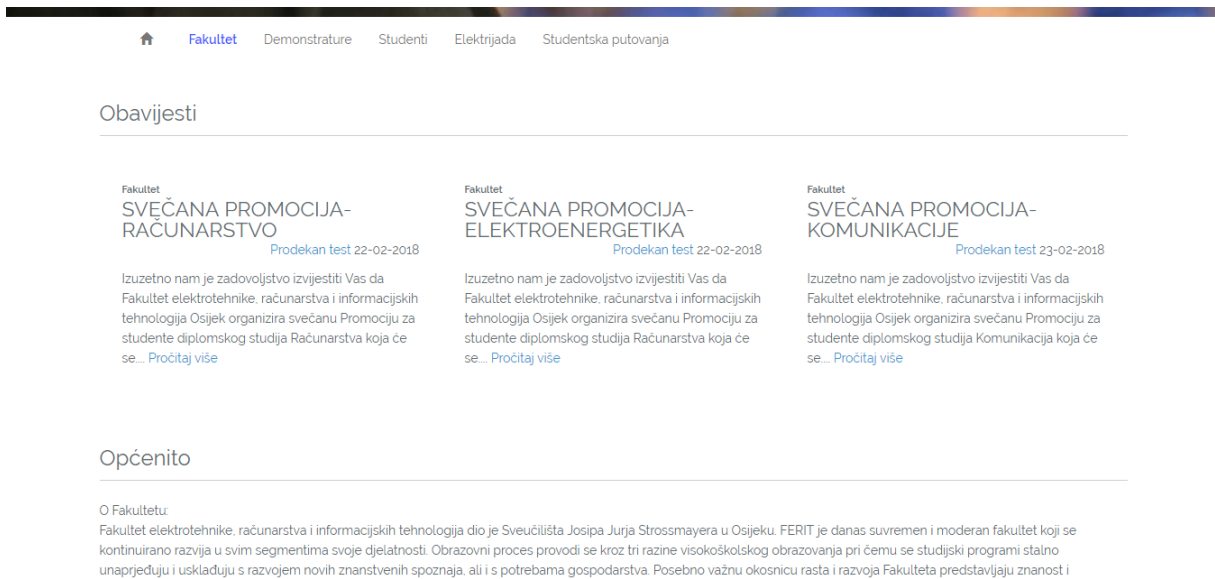 Fakultet Demonstrature Studenti Elektrijada Studentska putovanja
Obavijesti
Fakultet
SVEČANA PROMOCIJA-
RAČUNARSTVO
Prodekan test 22-02-2018
Izuzetno nam je zadovoljstvo izvijestiti Vas da
Fakultet elektrotehnike, računarstva i informacijskih
tehnologija Osijek organizira svečanu Promociju za
studente diplomskog studija Računarstva koja će
se.... Pročitaj više
Fakultet
SVEČANA PROMOCIJA-
ELEKTROENERGETIKA
Prodekan test 22-02-2018
Izuzetno nam je zadovoljstvo izvijestiti Vas da
Fakultet elektrotehnike, računarstva i informacijskih
tehnologija Osijek organizira svečanu Promociju za
studente diplomskog studija Računarstva koja će
se.... Pročitaj više
Fakultet
SVEČANA PROMOCIJA-
KOMUNIKACIJE
Prodekan test 23-02-2018
Izuzetno nam je zadovoljstvo izvijestiti Vas da
Fakultet elektrotehnike, računarstva i informacijskih
tehnologija Osijek organizira svečanu Promociju za
studente diplomskog studija Komunikacija koja će
se.... Pročitaj više
Općenito
O Fakultetu:
Fakultet elektrotehnike, računarstva i informacijskih tehnologija dio je Sveučilišta Josipa Jurja Strossmayera u Osijeku. FERIT je danas suvremen i moderan fakultet koji se
kontinuirano razvija u svim segmentima svoje djelatnosti. Obrazovni proces provodi se kroz tri razine visokoškolskog obrazovanja pri čemu se studijski programi stalno
unaprjeđuju i usklađuju s razvojem novih znanstvenih spoznaja, ali i s potrebama gospodarstva. Posebno važnu okosnicu rasta i razvoja Fakulteta predstavljaju znanost i